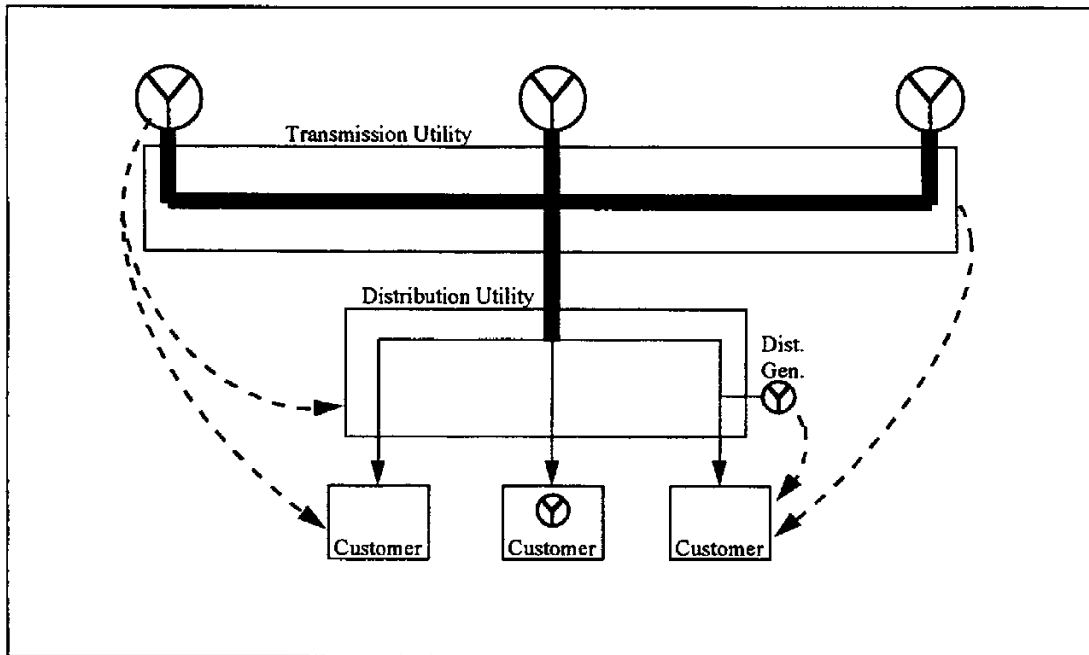 Transmission Utility
Distribution Utility
Dist.
Gen.
Customer
Customer
Customer